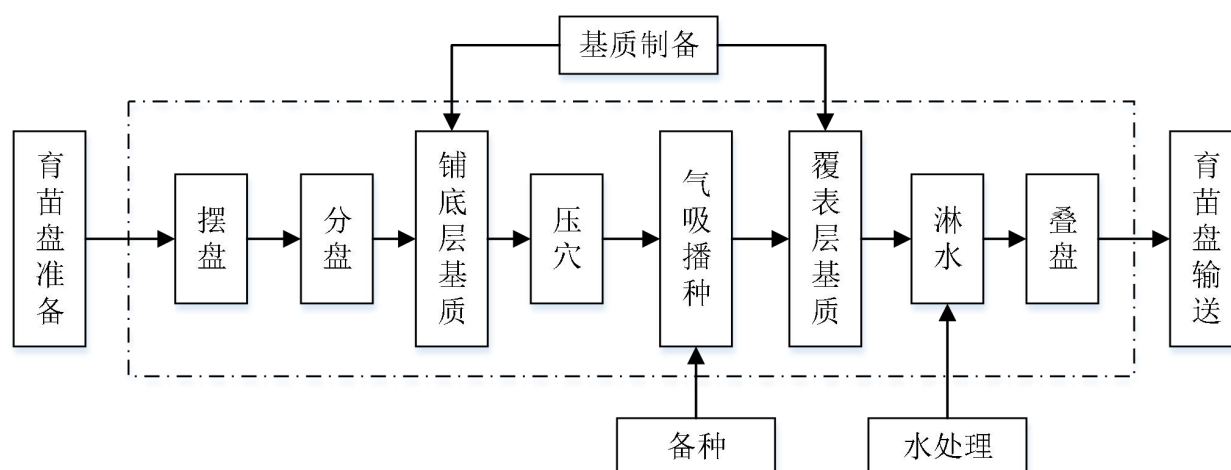 基质制备
育苗盘准备
摆盘
分盘
铺底层基质
压穴
气吸播种
覆表层基质
淋水
叠盘
育苗盘输送
备种
水处理